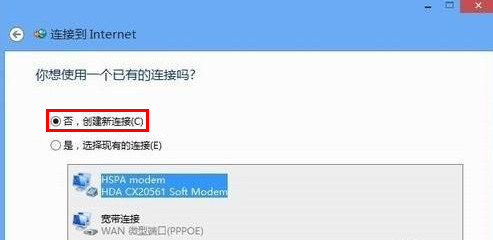 连接到 Internet
你想使用一个已有的连接吗?
否，创建新连接(C)
是，选择现有的连接(E)
HSPA modem
HDA CX20561 Soft Modem
宽带连接
WAN 微型端口(PPPOE)